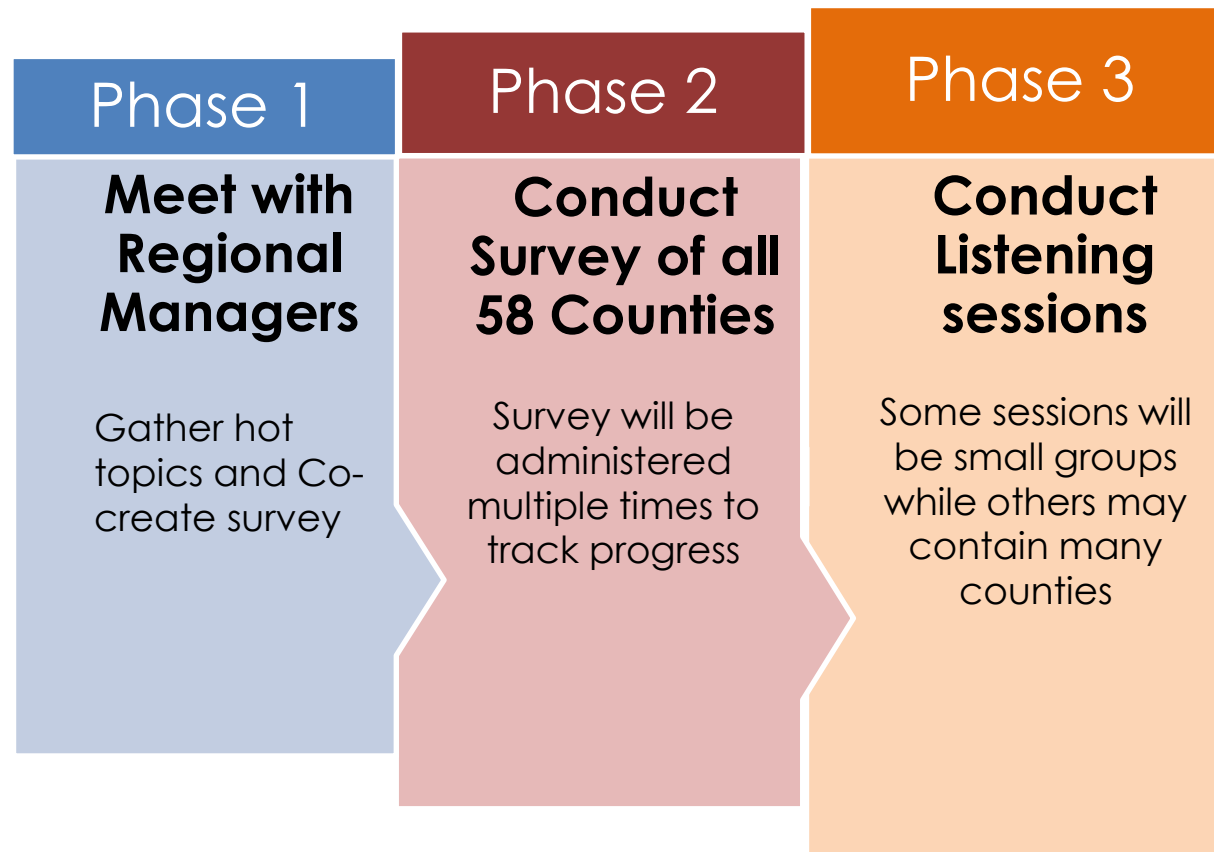 Phase 1
Meet with
Regional
Managers
Gather hot
topics and Co-
create survey
Phase 2
Conduct
Survey of all
58 Counties
Survey will be
administered
multiple times to
track progress
Phase 3
Conduct
Listening
sessions
Some sessions will
be small groups
while others may
contain many
counties